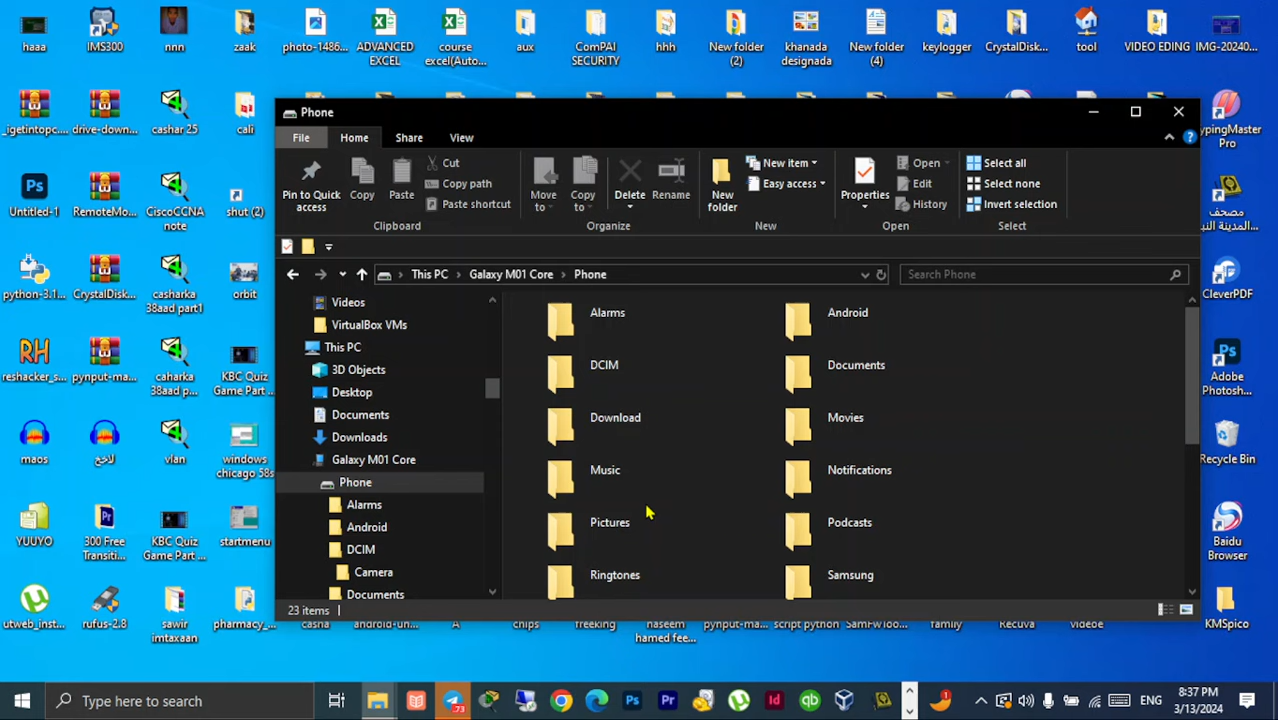 haaa
IMS300
nnn
zaak
photo-1486...
ADVANCED
EXCEL
course
excel(Auto...
aux
ComPAI
SECURITY
hhh
New folder
(2)
khanada
designada
New folder
(4)
keylogger
CrystalDisk...
tool
VIDEO EDING
IMG-20240...
_igetintopc....
drive-down...
cashar 25
cali
ypingMaster
Pro
Untitled-1
RemoteMo...
CiscoCCNA
note
shut (2)
مصحف
المدينة النب
python-3.1...
CrystalDisk...
casharka
38aad part1
orbit
CleverPDF
reshacker_s...
pynput-ma...
caharka
38aad p...
KBC Quiz
Game Part ...
Adobe
Photosh...
maos
لاخخ
vlan
windows
chicago 58s
Recycle Bin
YUUYO
300 Free
Transiti...
KBC Quiz
Game Part ...
startmenu
Baidu
Browser
utweb_inst...
rufus-2.8
sawir
imtaxaan
pharmacy_...
casha
android-un...
A
chips
freeking
naseem
hamed fee...
pynput-ma...
script python
SamFwToo...
family
Recuva
videoe
KMSpico
Phone
File
Home
Share
View
Pin to Quick
access
Copy
Paste
Cut
Copy path
Paste shortcut
Clipboard
Move
to
Copy
to
Delete
Rename
Organize
New
folder
New item
Easy access
New
Properties
Open
Edit
History
Open
Select all
Select none
Invert selection
Select
This PC
Galaxy M01 Core
Phone
Search Phone
Videos
VirtualBox VMs
This PC
3D Objects
Desktop
Documents
Downloads
Galaxy M01 Core
Phone
Alarms
Android
DCIM
Camera
Documents
Alarms
Android
DCIM
Documents
Download
Movies
Music
Notifications
Pictures
Podcasts
Ringtones
Samsung
23 items
Type here to search
73
ENG
8:37 PM
3/13/2024